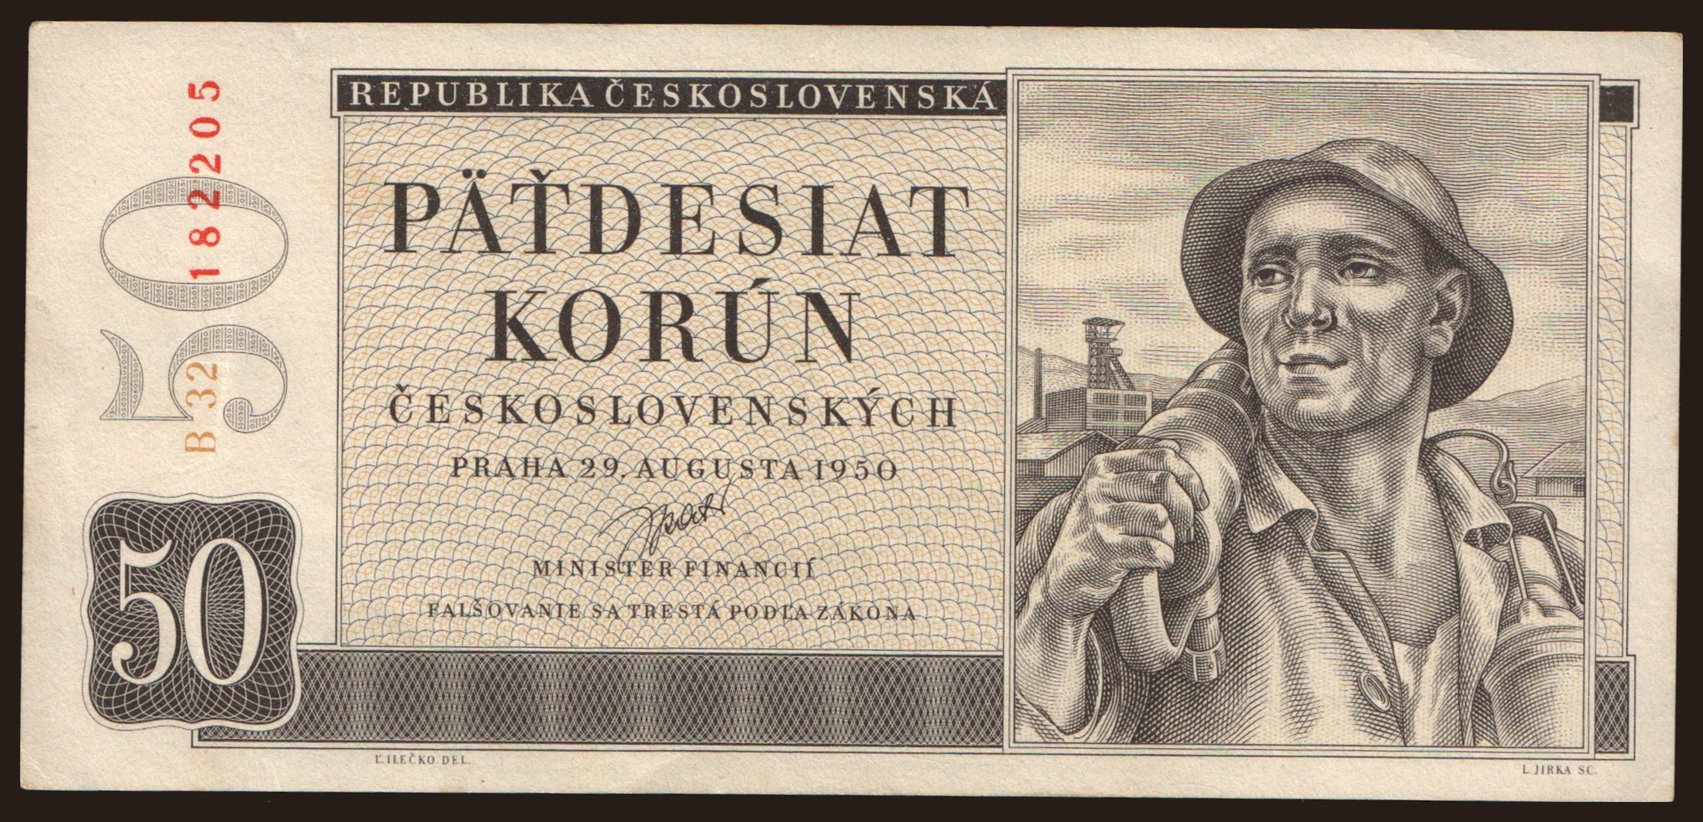 REPUBLIKA ČESKOSLOVENSKÁ
PÄŤDESIAT
KORÚN
ČESKOSLOVENSKÝCH
PRAHA 29. AUGUSTA 1950
MINISTER FINANCIÍ
FALŠOVANIE SA TRESTÁ PODĽA ZÁKONA
182205
B 32
50
50
Ľ. ILEČKO DEL.
L. JIRKA SC.